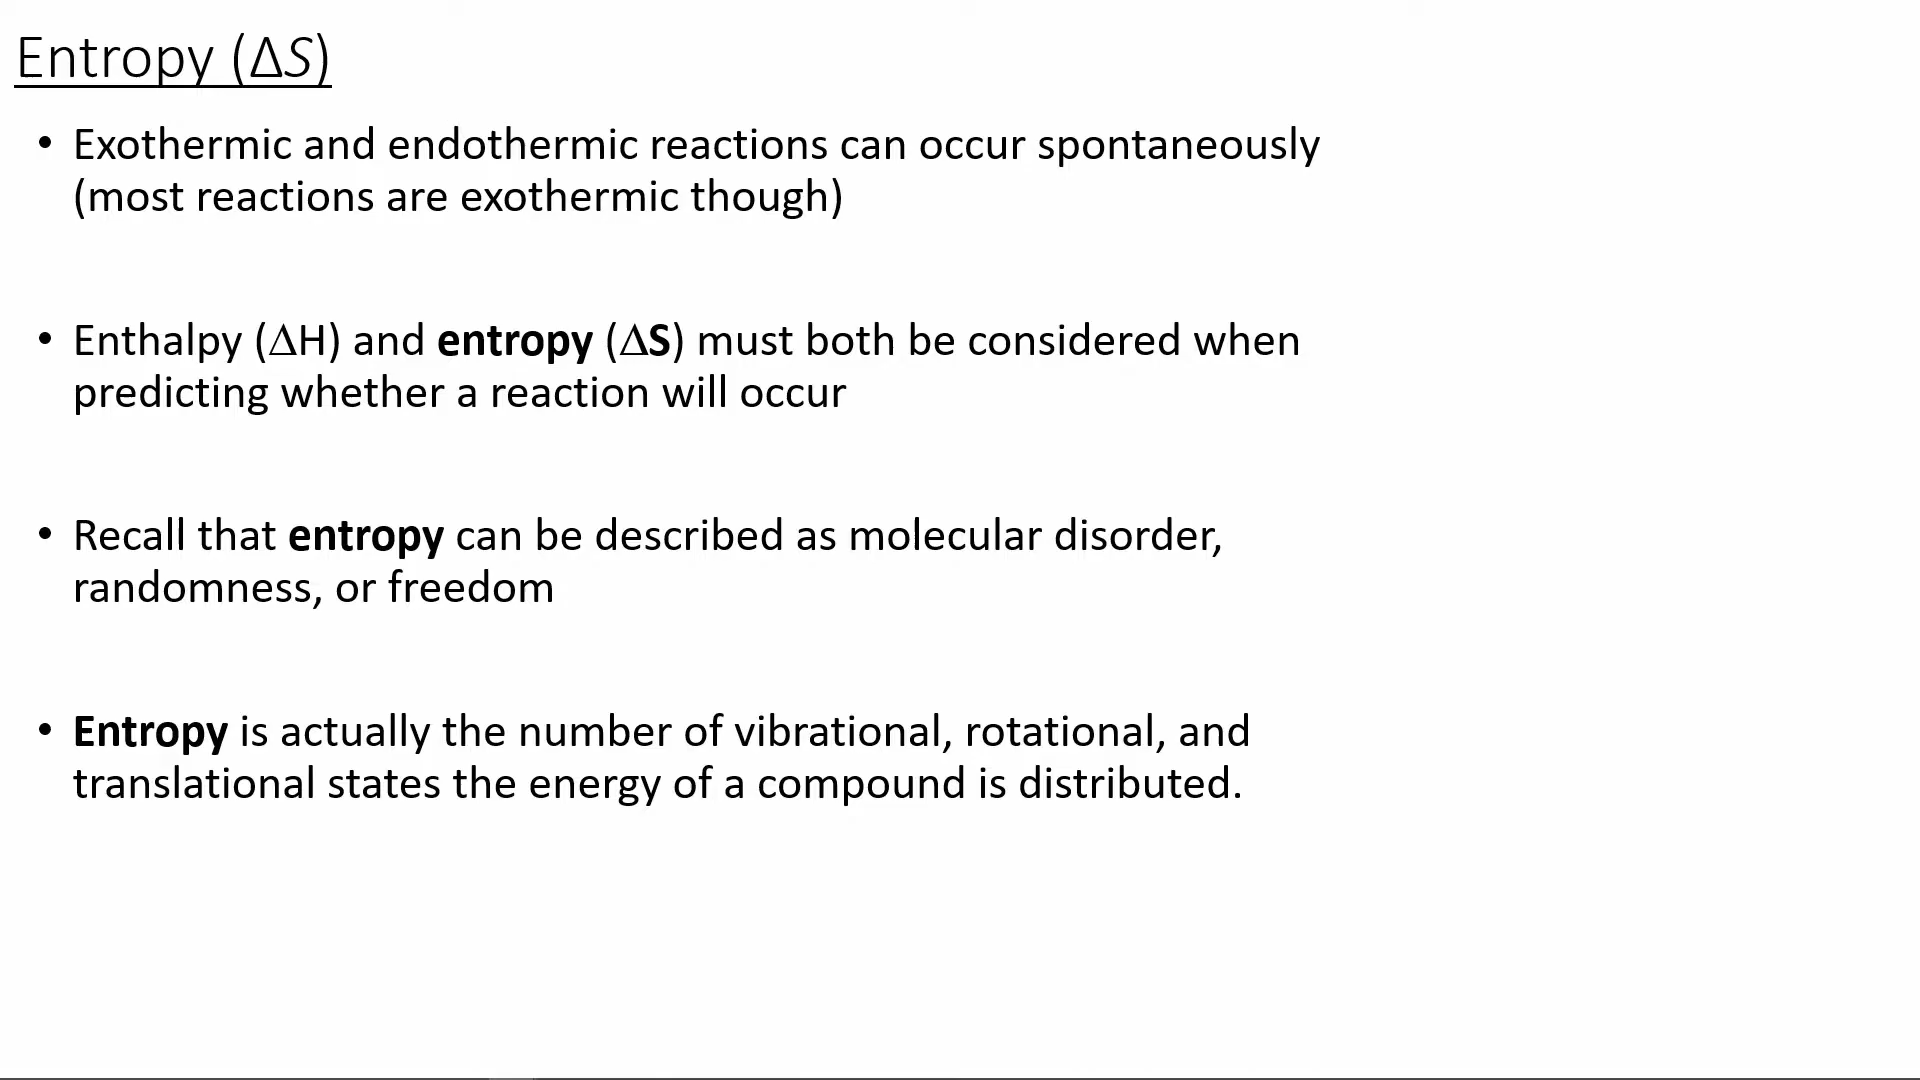 Entropy (ΔS)
• Exothermic and endothermic reactions can occur spontaneously
(most reactions are exothermic though)
• Enthalpy (ΔH) and entropy (ΔS) must both be considered when
predicting whether a reaction will occur
• Recall that entropy can be described as molecular disorder,
randomness, or freedom
• Entropy is actually the number of vibrational, rotational, and
translational states the energy of a compound is distributed.